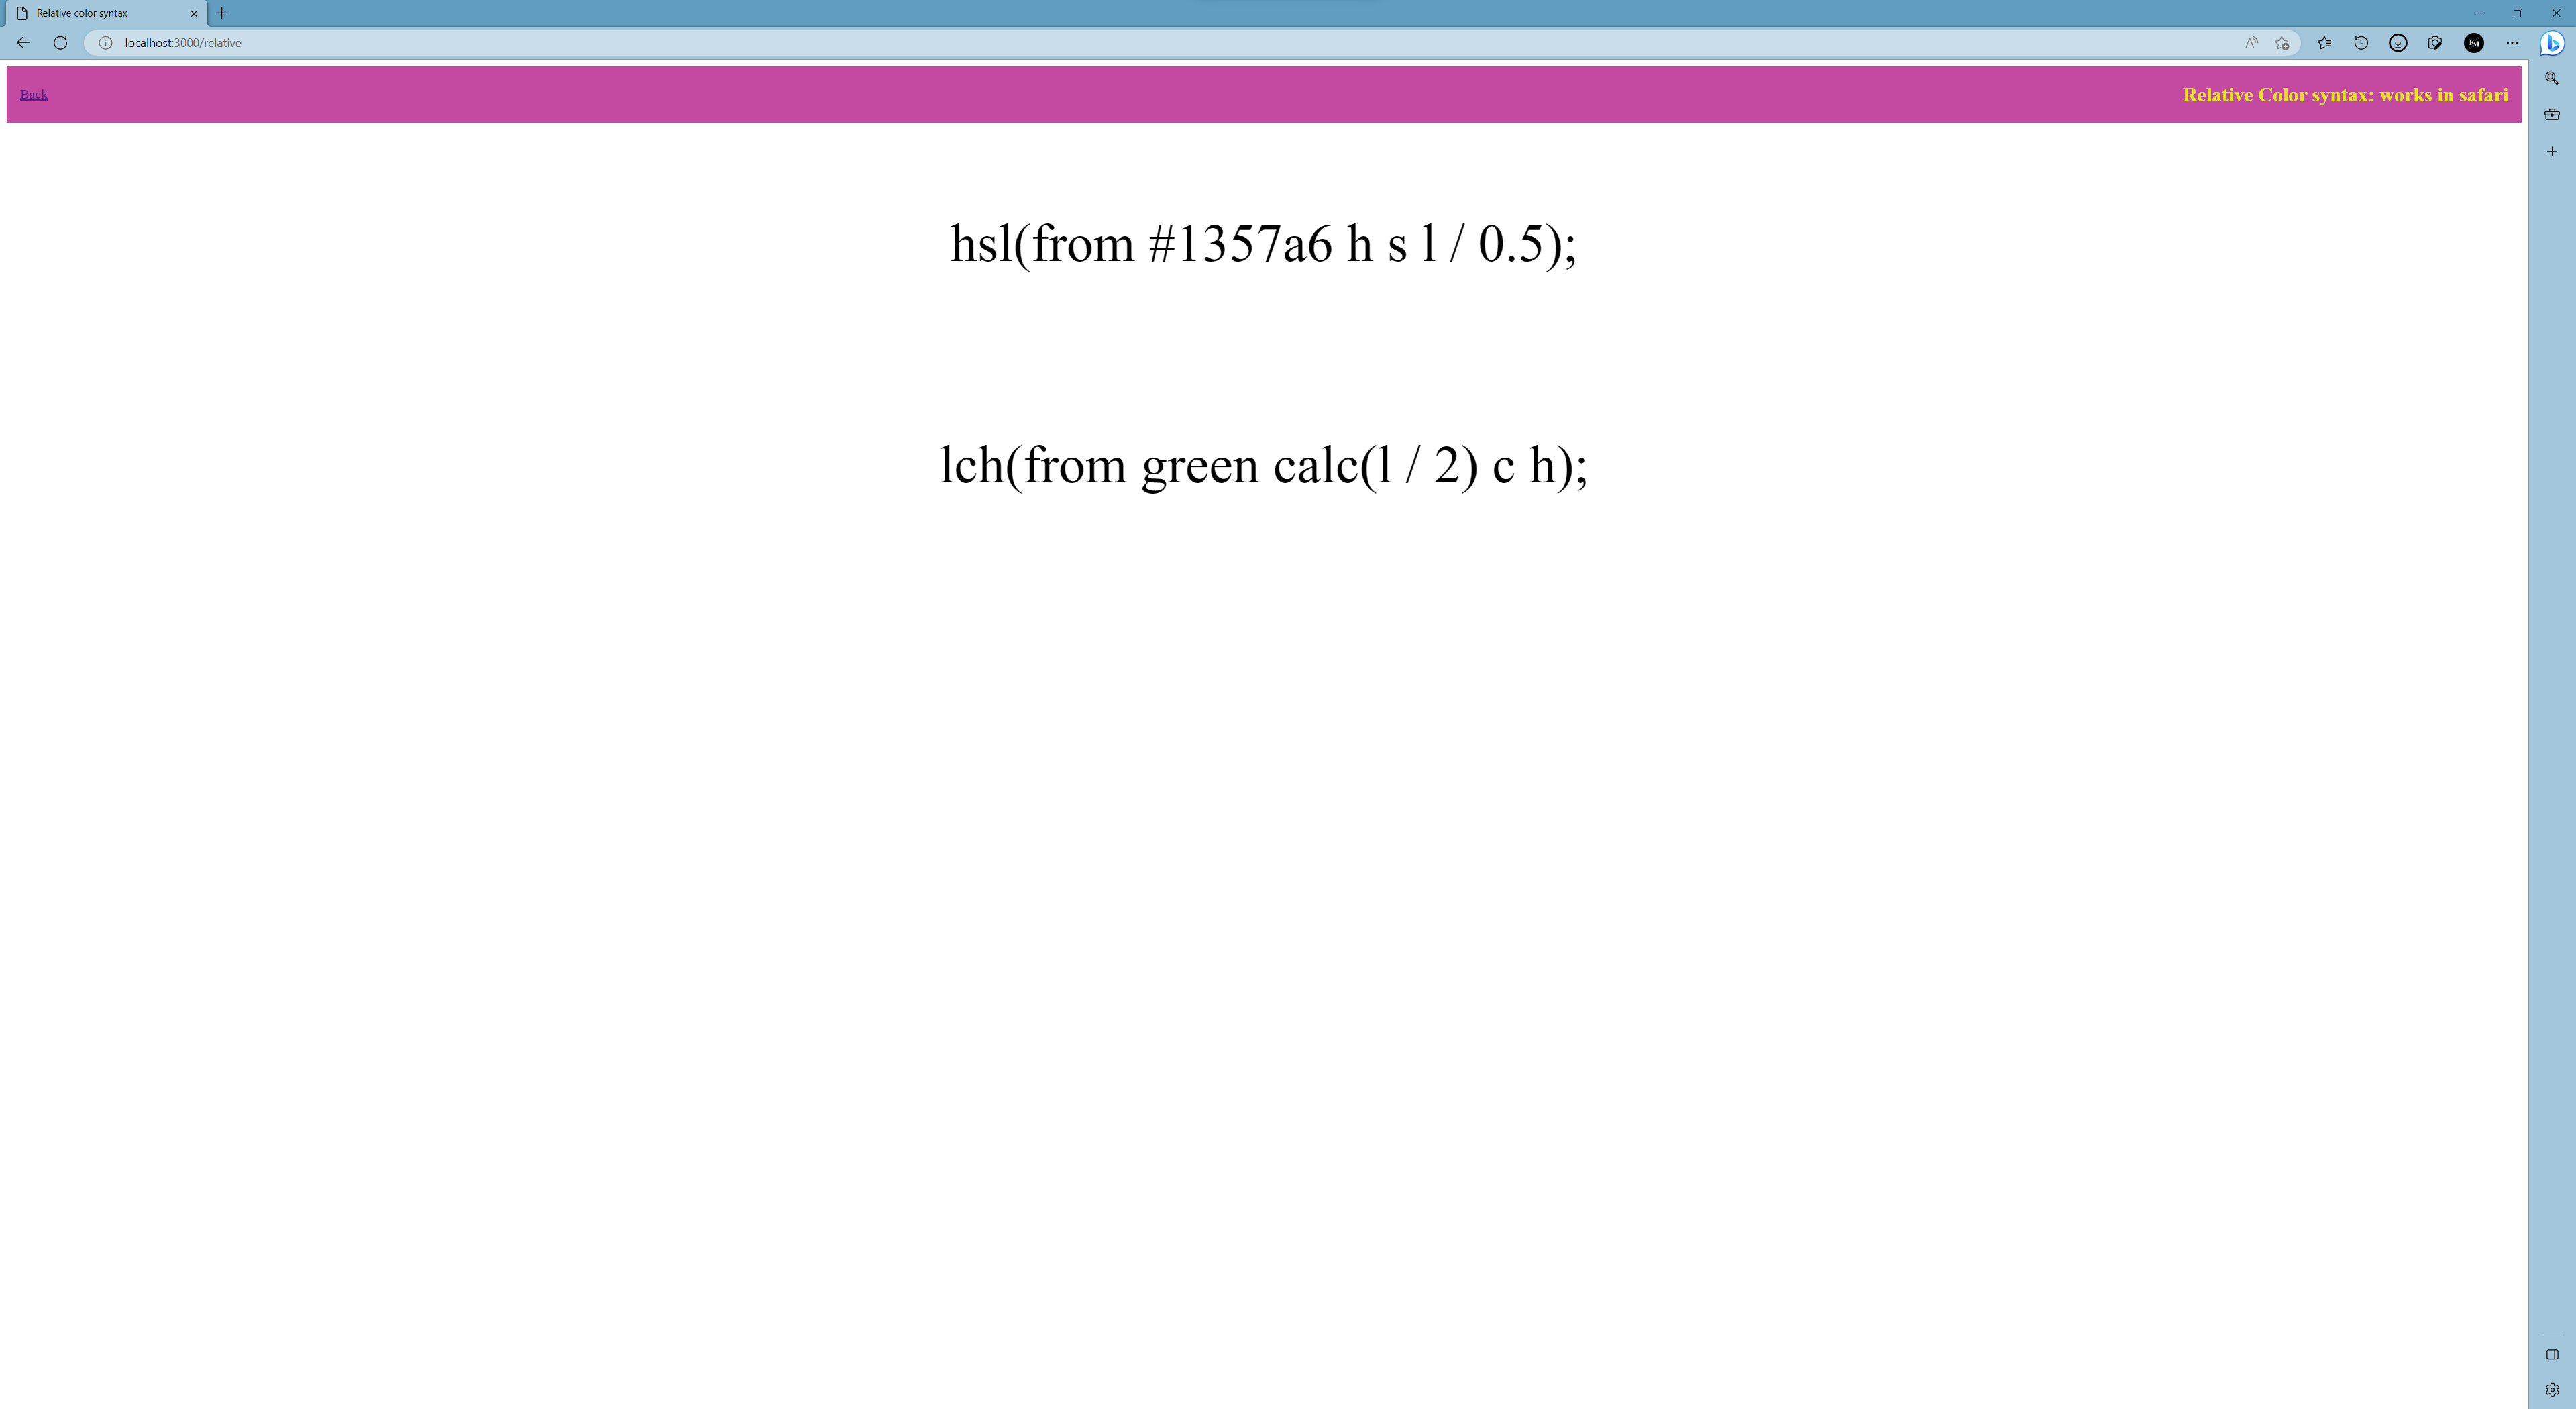 Relative color syntax
localhost:3000/relative
Back
Relative Color syntax: works in safari
hsl(from #1357a6 h s l / 0.5);
lch(from green calc(l / 2) c h);